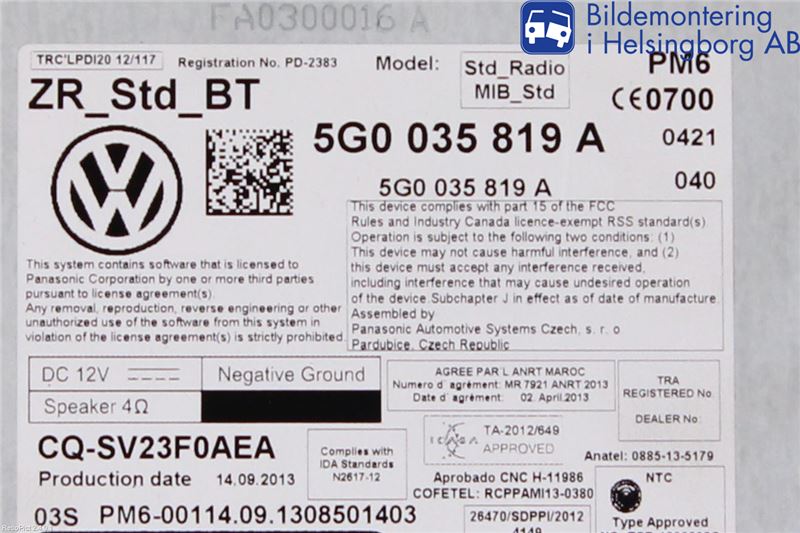 FA0300016 A
Bildemontering
i Helsingborg AB
TRC'LPDI20 12/117
Registration No. PD-2383
Model:
Std_Radio
MIB_Std
PM6
ZR_Std_BT
CE0700
5G0 035 819 A
0421
5G0 035 819 A
040
This device complies with part 15 of the FCC
Rules and Industry Canada licence-exempt RSS standard(s)
Operation is subject to the following two conditions: (1)
This device may not cause harmful interference, and (2)
this device must accept any interference received,
including interference that may cause undesired operation
of the device.Subchapter J in effect as of date of manufacture
Assembled by
Panasonic Automotive Systems Czech, s. r. o
Pardubice, Czech Republic
This system contains software that is licensed to
Panasonic Corporation by one or more third parties
pursuant to license agreement(s).
Any removal, reproduction, reverse engineering or other
unauthorized use of the software from this system in
violation of the license agreement(s) is strictly prohibited.
DC 12V
Negative Ground
Speaker 4Ω
AGREE PAR L'ANRT MAROC
Numero d'agrément: MR 7921 ANRT 2013
Date d'agrément: 02. April.2013
TRA
REGISTERED No.
DEALER No.
CQ-SV23F0AEA
Complies with
IDA Standards
N2617-12
ICASA
TA-2012/649
APPROVED
Anatel: 0885-13-5179
Production date 14.09.2013
Aprobado CNC H-11986
COFETEL: RCPPAMI13-0380
NTC
Type Approved
03S PM6-00114.09.1308501403
26470/SDPPI/2012
4149